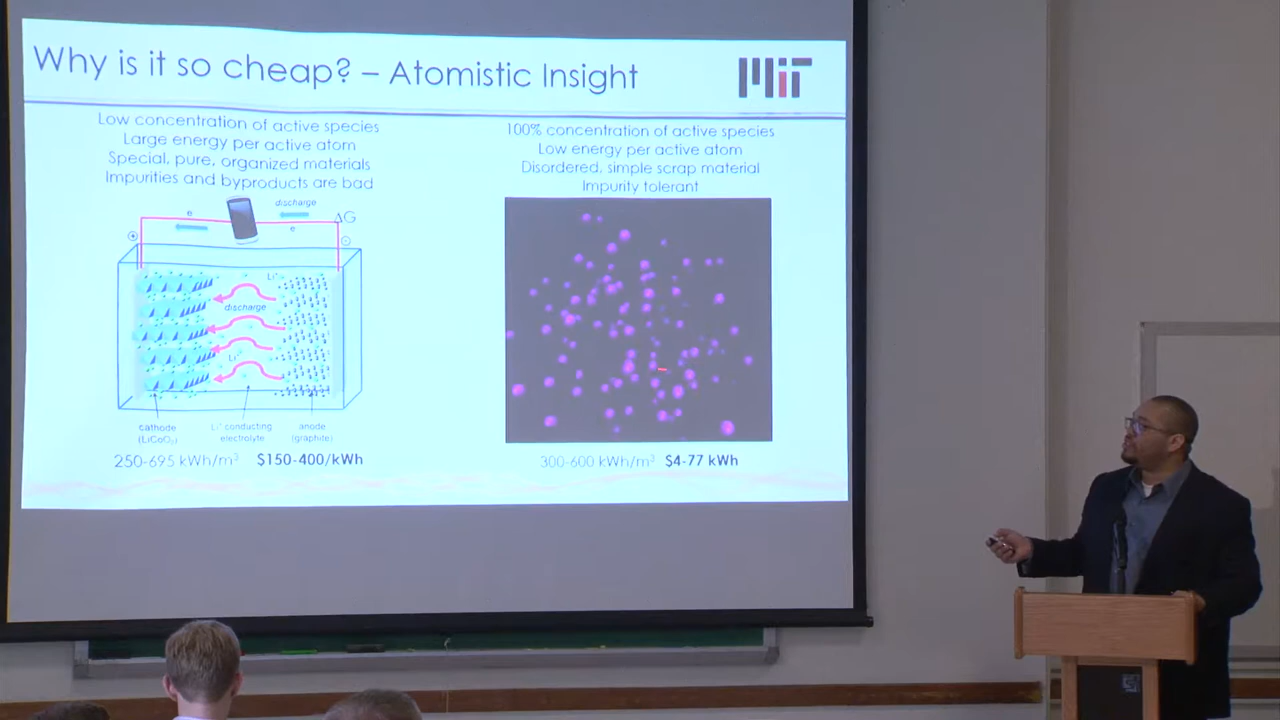 Why is it so cheap? – Atomistic Insight
MIT
Low concentration of active species
Large energy per active atom
Special, pure, organized materials
Impurities and byproducts are bad
discharge
e
e
ΔG
Li⁺
discharge
Li⁺
cathode
(LiCoO₂)
Li⁺ conducting
electrolyte
anode
(graphite)
250-695 kWh/m³ $150-400/kWh
100% concentration of active species
Low energy per active atom
Disordered, simple scrap material
Impurity tolerant
300-600 kWh/m³ $4-77 kWh